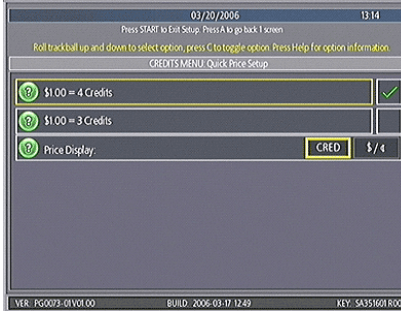 03/20/2006 13:14
Press START to Exit Setup. Press A to go back 1 screen
Roll trackball up and down to select option, press C to toggle option. Press Help for option information.
CREDITS MENU: Quick Price Setup
$1.00 = 4 Credits
$1.00 = 3 Credits
Price Display: CRED $/¢
VER: PG0073-01V01.00 BUILD: 2006-03-17 12:49 KEY: SA351601R00